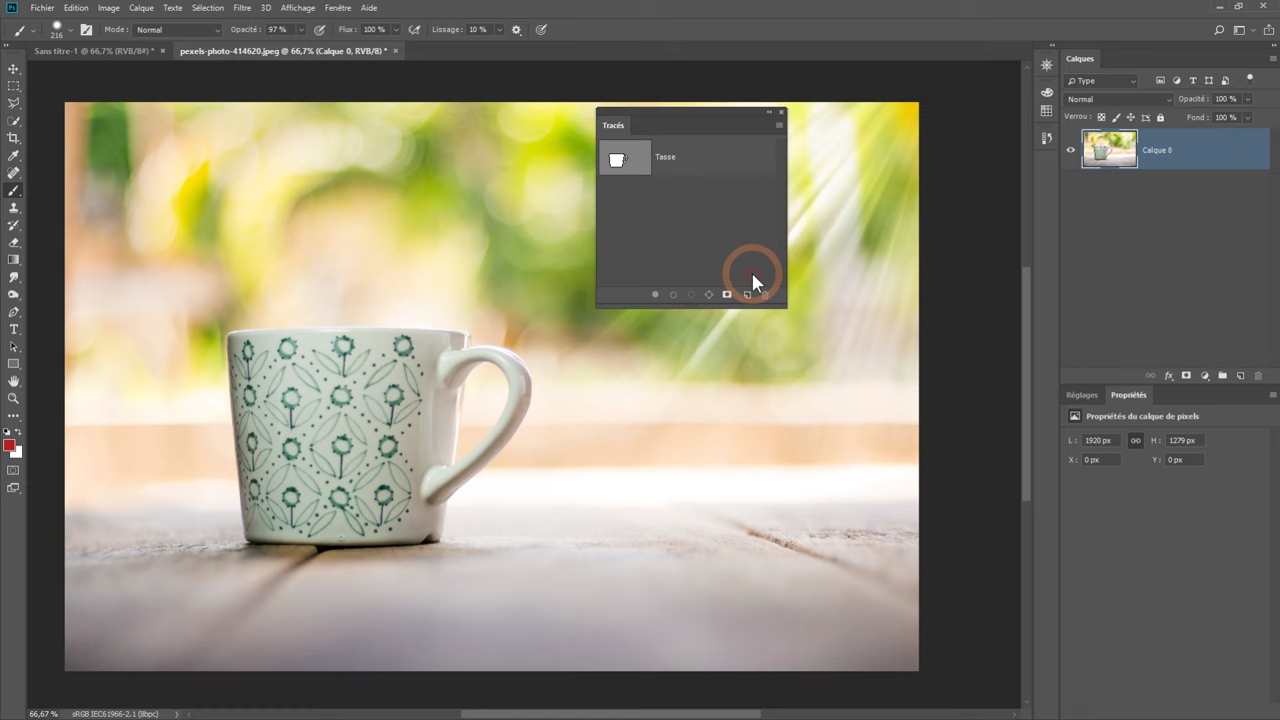 Ps Fichier Edition Image Calque Texte Sélection Filtre 3D Affichage Fenêtre Aide
216 Mode : Normal Opacité : 97 % Flux : 100 % Lissage : 10 %
Sans titre-1 @ 66,7% (RVB/8#) * × pexels-photo-414620.jpeg @ 66,7% (Calque 0, RVB/8) * ×
Calques
Type
Normal Opacité : 100 %
Verrou : Fond : 100 %
Calque 0
Tracés
Tasse
fx
Réglages Propriétés
Propriétés du calque de pixels
L : 1920 px H : 1279 px
X : 0 px Y : 0 px
66,67 % sRGB IEC61966-2.1 (8bpc)